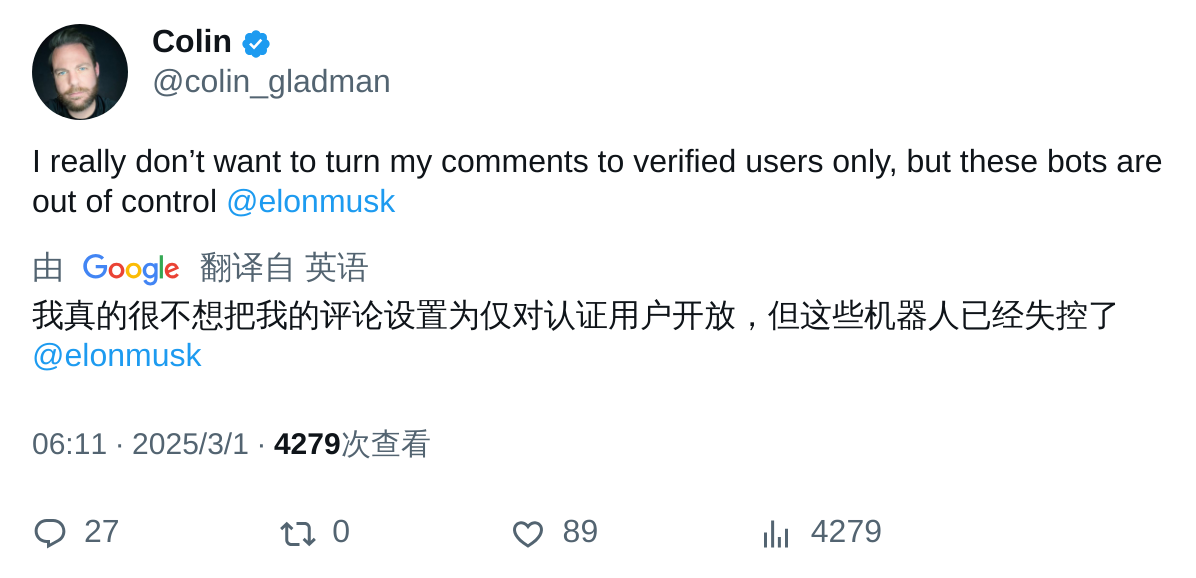 Colin
@colin_gladman
I really don’t want to turn my comments to verified users only, but these bots are
out of control @elonmusk
由 Google 翻译自 英语
我真的很不想把我的评论设置为仅对认证用户开放，但这些机器人已经失控了
@elonmusk
06:11 · 2025/3/1 · 4279次查看
27 0 89 4279